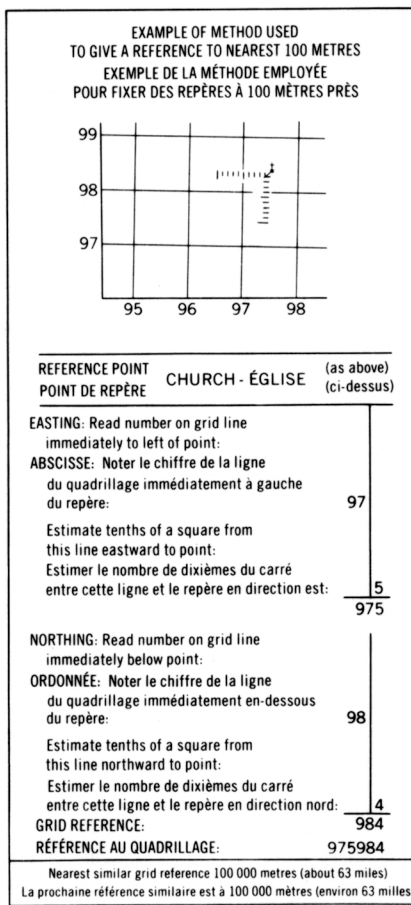 EXAMPLE OF METHOD USED
TO GIVE A REFERENCE TO NEAREST 100 METRES
EXEMPLE DE LA MÉTHODE EMPLOYÉE
POUR FIXER DES REPÈRES À 100 MÈTRES PRÈS
99
98
97
95 96 97 98
REFERENCE POINT
POINT DE REPÈRE
CHURCH - ÉGLISE
(as above)
(ci-dessus)
EASTING: Read number on grid line
immediately to left of point:
ABSCISSE: Noter le chiffre de la ligne
du quadrillage immédiatement à gauche
du repère: 97
Estimate tenths of a square from
this line eastward to point:
Estimer le nombre de dixièmes du carré
entre cette ligne et le repère en direction est: 5
975
NORTHING: Read number on grid line
immediately below point:
ORDONNÉE: Noter le chiffre de la ligne
du quadrillage immédiatement en-dessous
du repère: 98
Estimate tenths of a square from
this line northward to point:
Estimer le nombre de dixièmes du carré
entre cette ligne et le repère en direction nord: 4
GRID REFERENCE: 984
RÉFÉRENCE AU QUADRILLAGE: 975984
Nearest similar grid reference 100 000 metres (about 63 miles)
La prochaine référence similaire est à 100 000 mètres (environ 63 milles